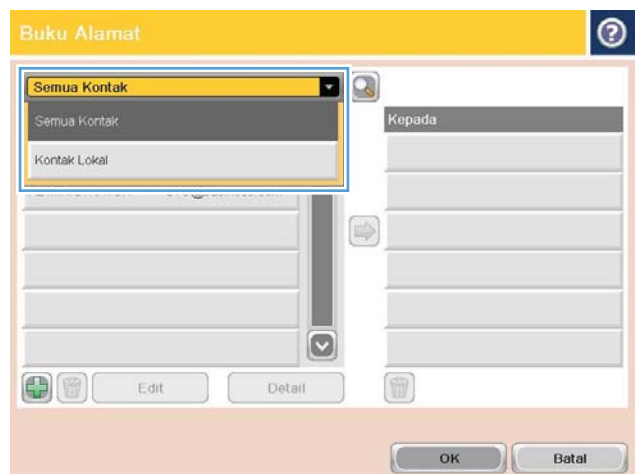 Buku Alamat
Semua Kontak
Semua Kontak
Kepada
Kontak Lokal
Edit
Detail
OK
Batal